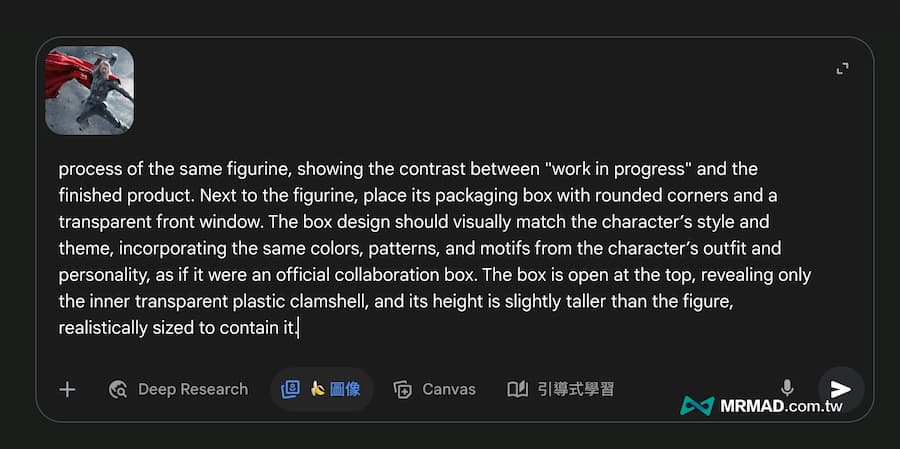 process of the same figurine, showing the contrast between "work in progress" and the
finished product. Next to the figurine, place its packaging box with rounded corners and a
transparent front window. The box design should visually match the character’s style and
theme, incorporating the same colors, patterns, and motifs from the character’s outfit and
personality, as if it were an official collaboration box. The box is open at the top, revealing only
the inner transparent plastic clamshell, and its height is slightly taller than the figure,
realistically sized to contain it.
Deep Research 圖像 Canvas 引導式學習
MRMAD.com.tw